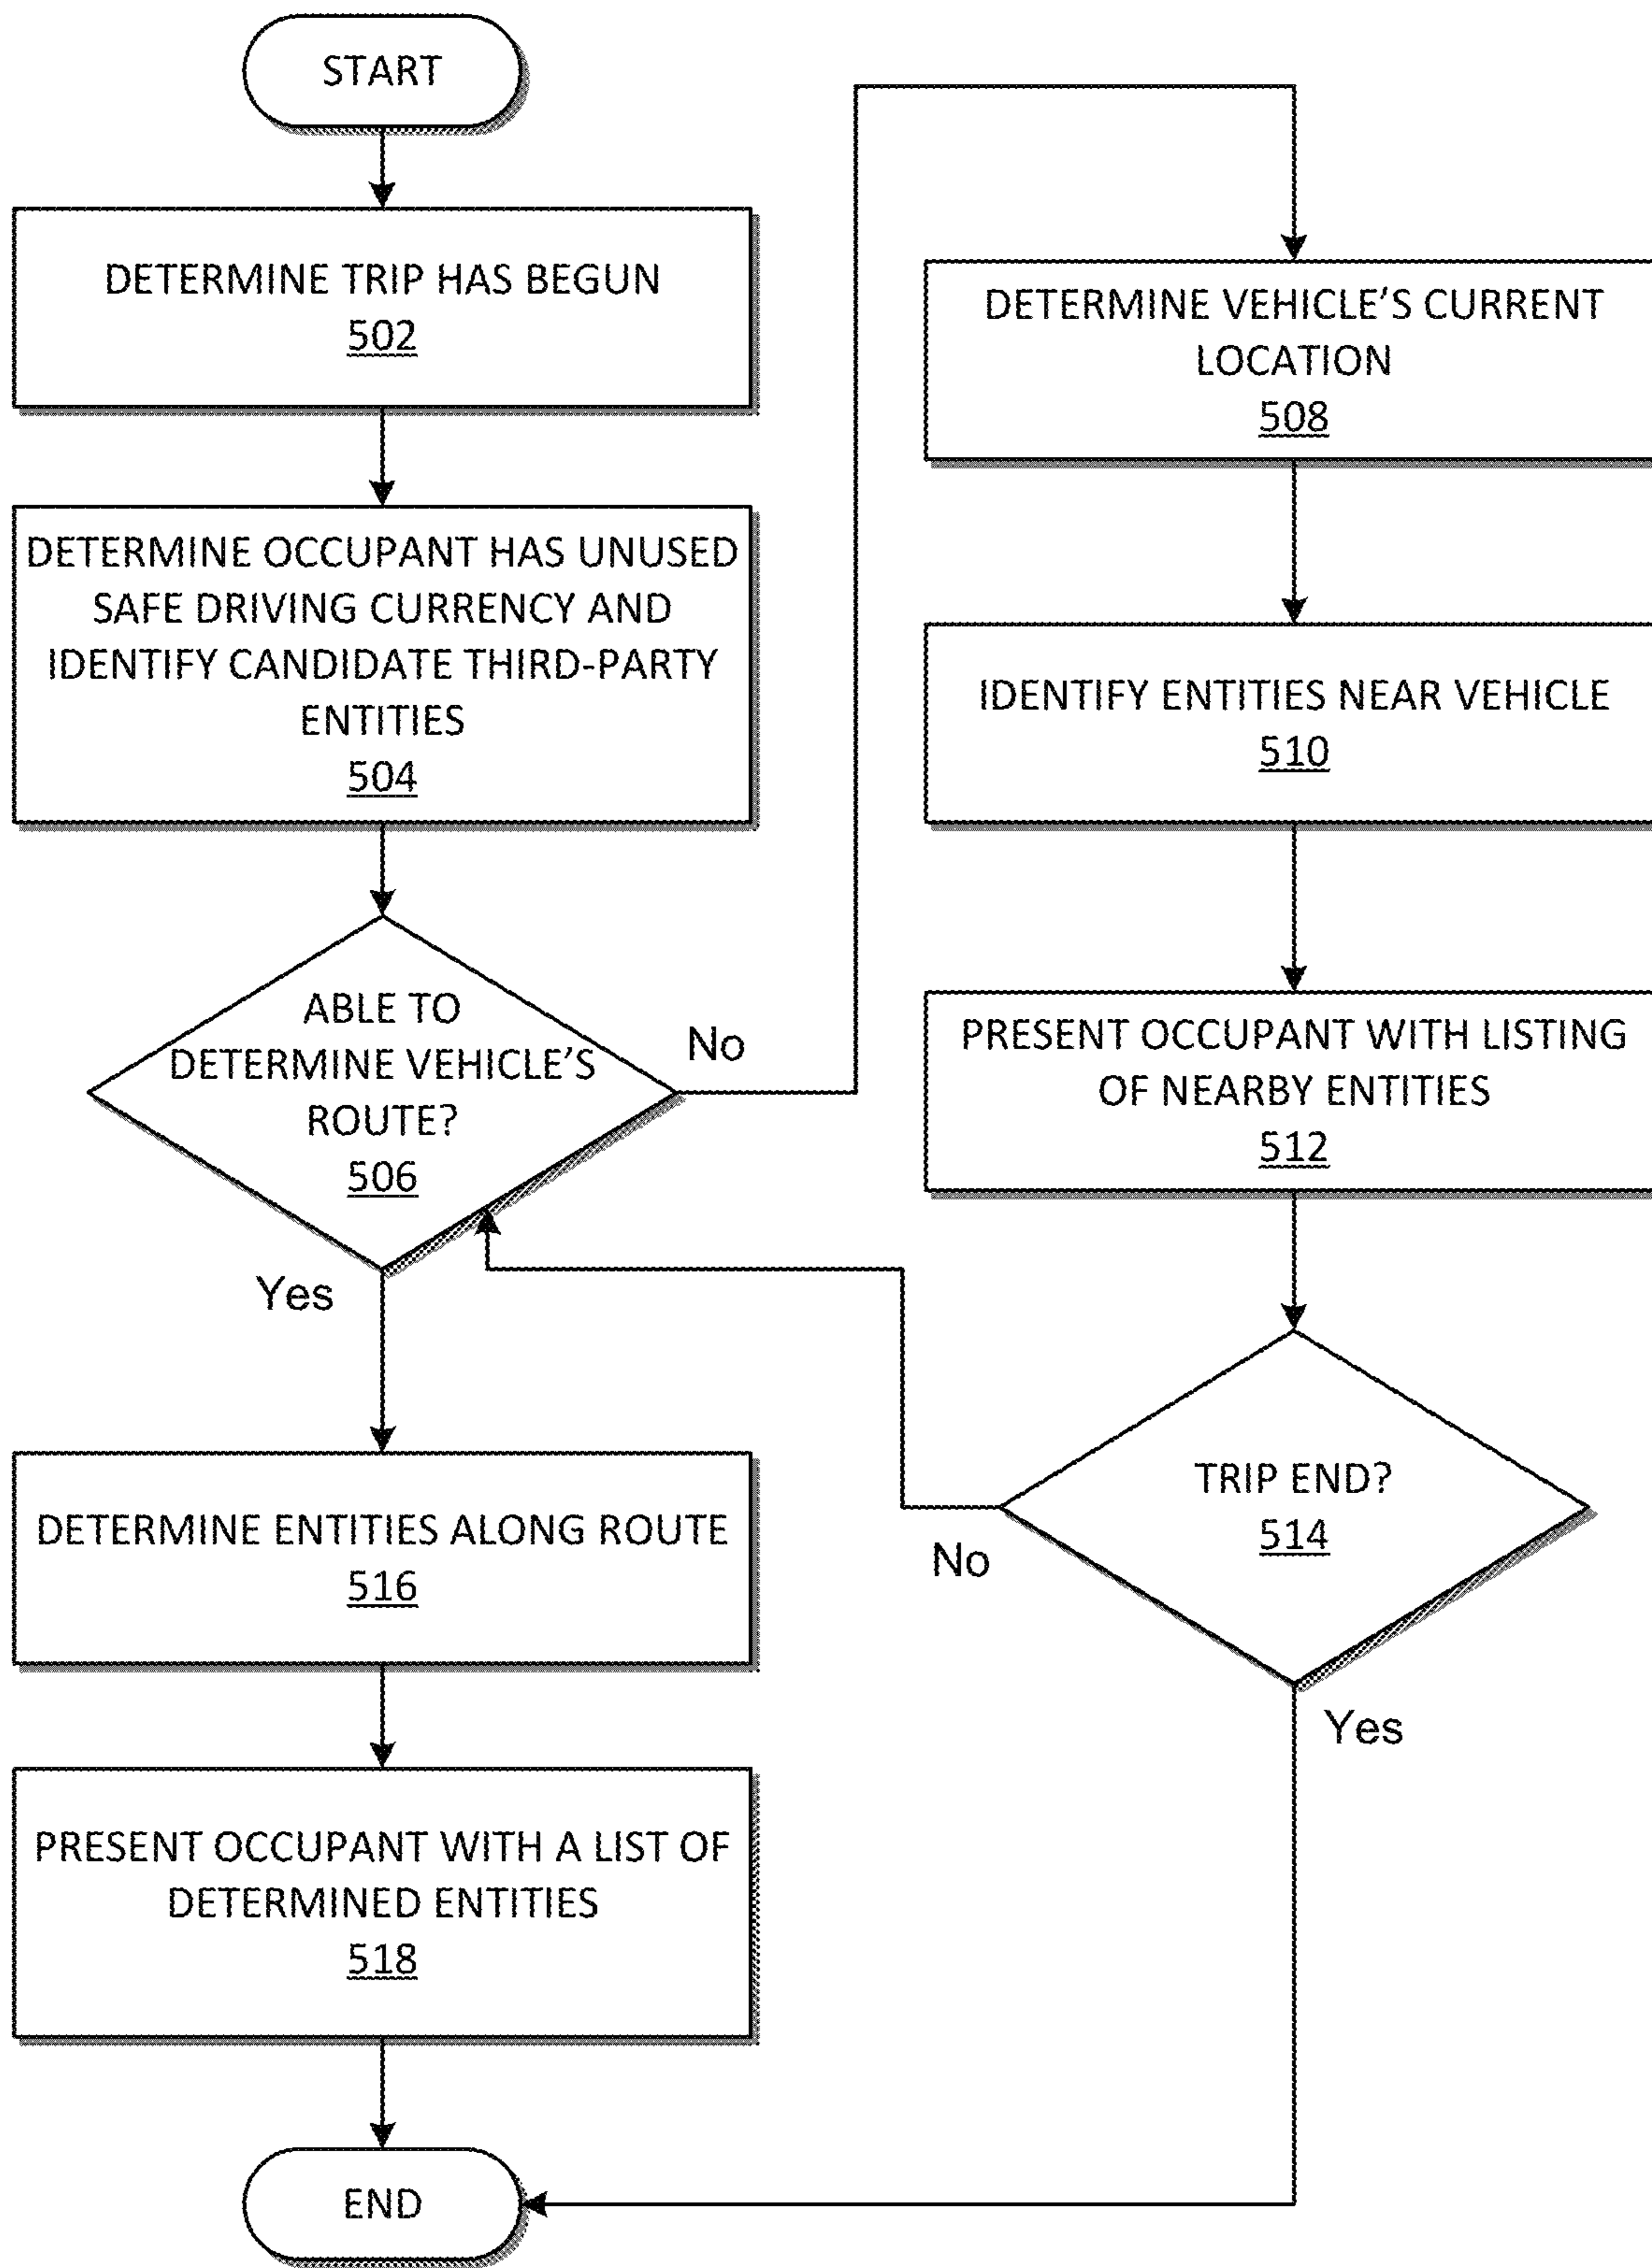 START
DETERMINE TRIP HAS BEGUN
502
DETERMINE OCCUPANT HAS UNUSED
SAFE DRIVING CURRENCY AND
IDENTIFY CANDIDATE THIRD-PARTY
ENTITIES
504
ABLE TO
DETERMINE VEHICLE'S
ROUTE?
506
No
Yes
DETERMINE VEHICLE'S CURRENT
LOCATION
508
IDENTIFY ENTITIES NEAR VEHICLE
510
PRESENT OCCUPANT WITH LISTING
OF NEARBY ENTITIES
512
TRIP END?
514
No
Yes
DETERMINE ENTITIES ALONG ROUTE
516
PRESENT OCCUPANT WITH A LIST OF
DETERMINED ENTITIES
518
END